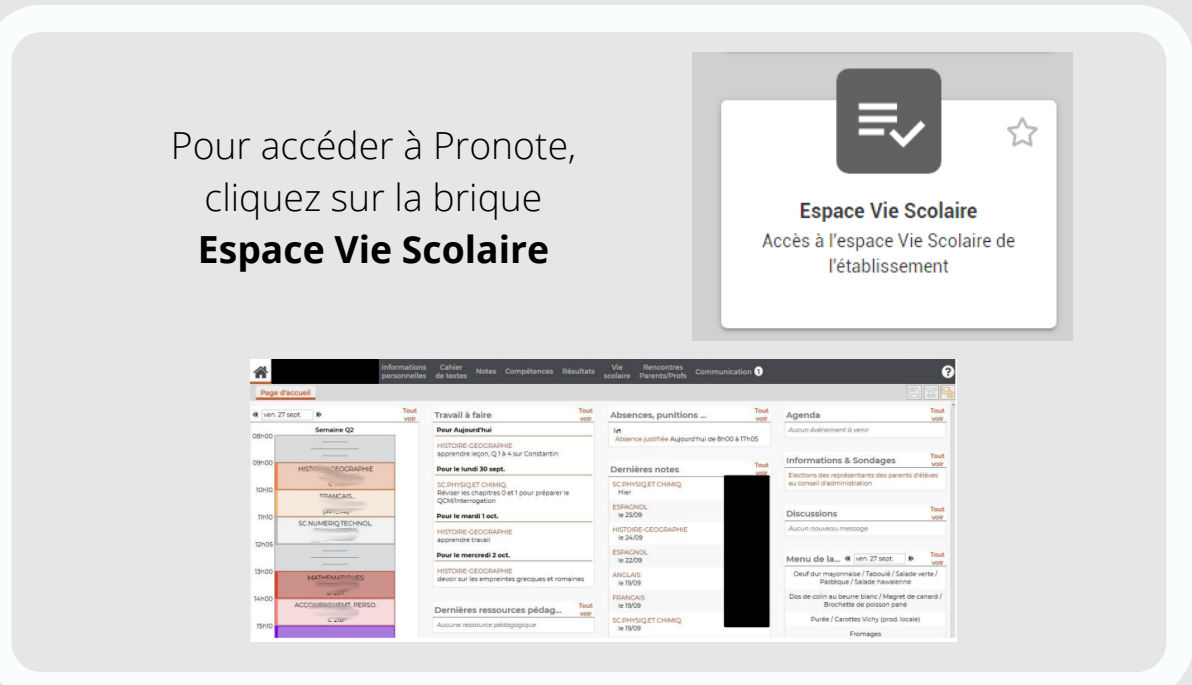 Pour accéder à Pronote,
cliquez sur la brique
Espace Vie Scolaire
Espace Vie Scolaire
Accès à l'espace Vie Scolaire de
l'établissement
Informations personnelles
Cahier de textes
Notes
Compétences
Résultats
Vie scolaire
Rencontres Parents/Profs
Communication 1
?
Page d'accueil
ven. 27 sept.
Tout voir
Semaine Q2
08h00
09h00
HISTOIRE-GEOGRAPHIE
10h10
FRANCAIS
11h10
SC.NUMERIQ.TECHNOL.
12h05
13h00
MATHEMATIQUES
14h00
ACCOMPAGNEMT. PERSO.
15h10
Travail à faire
Tout voir
Pour Aujourd'hui
HISTOIRE-GEOGRAPHIE
apprendre leçon, Q 1 à 4 sur Constantin
Pour le lundi 30 sept.
SC.PHYSIQ.ET CHIMIQ.
Réviser les chapitres 0 et 1 pour préparer le
QCM/Interrogation
Pour le mardi 1 oct.
HISTOIRE-GEOGRAPHIE
apprendre travail
Pour le mercredi 2 oct.
HISTOIRE-GEOGRAPHIE
devoir sur les empreintes grecques et romaines
Dernières ressources pédag...
Tout voir
Aucune ressource pédagogique
Absences, punitions ...
Tout voir
Absence justifiée Aujourd'hui de 8h00 à 17h05
Dernières notes
Tout voir
SC.PHYSIQ.ET CHIMIQ.
Hier
ESPAGNOL
le 25/09
HISTOIRE-GEOGRAPHIE
le 24/09
ESPAGNOL
le 22/09
ANGLAIS
le 19/09
FRANCAIS
le 19/09
SC.PHYSIQ.ET CHIMIQ.
le 19/09
Agenda
Tout voir
Aucun événement à venir
Informations & Sondages
Tout voir
Elections des représentants des parents d'élèves
au conseil d'administration
Discussions
Tout voir
Aucun nouveau message
Menu de la...
ven. 27 sept.
Tout voir
Oeuf dur mayonnaise / Taboulé / Salade verte /
Pastèque / Salade hawaïenne
Dos de colin au beurre blanc / Magret de canard /
Brochette de poisson pané
Purée / Carottes Vichy (prod. locale)
Fromages